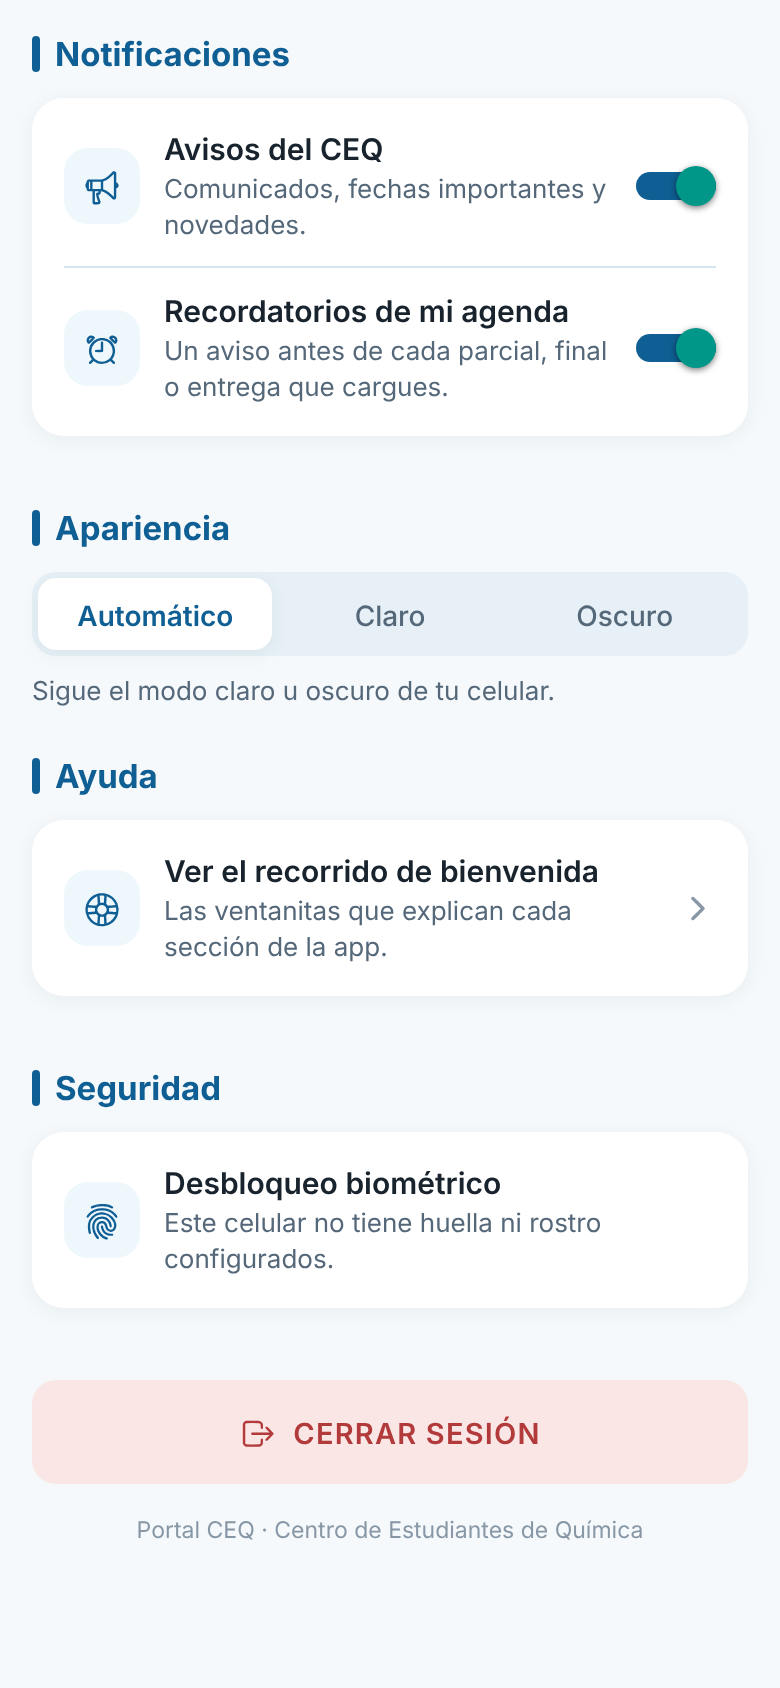 Notificaciones
Avisos del CEQ
Comunicados, fechas importantes y
novedades.
Recordatorios de mi agenda
Un aviso antes de cada parcial, final
o entrega que cargues.
Apariencia
Automático
Claro
Oscuro
Sigue el modo claro u oscuro de tu celular.
Ayuda
Ver el recorrido de bienvenida
Las ventanitas que explican cada
sección de la app.
Seguridad
Desbloqueo biométrico
Este celular no tiene huella ni rostro
configurados.
CERRAR SESIÓN
Portal CEQ · Centro de Estudiantes de Química